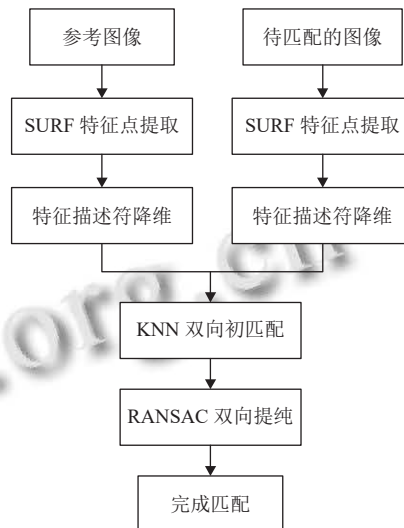 参考图像
待匹配的图像
SURF 特征点提取
SURF 特征点提取
特征描述符降维
特征描述符降维
KNN 双向初匹配
RANSAC 双向提纯
完成匹配
.org.cn